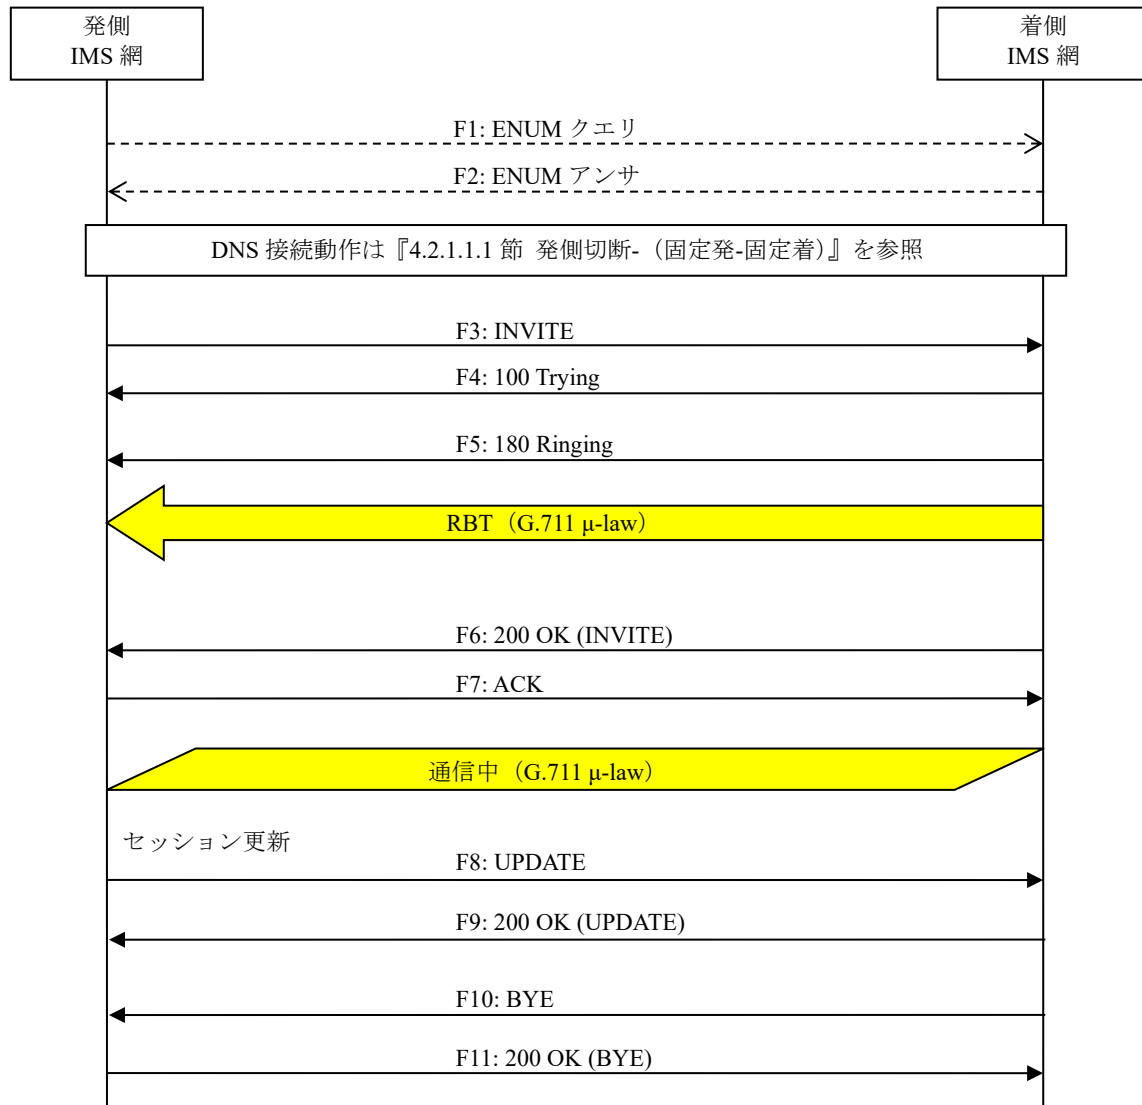 発側
IMS 網
着側
IMS 網
F1: ENUM クエリ
F2: ENUM アンサ
DNS 接続動作は『4.2.1.1.1 節 発側切断-（固定発-固定着）』を参照
F3: INVITE
F4: 100 Trying
F5: 180 Ringing
RBT（G.711 μ-law）
F6: 200 OK (INVITE)
F7: ACK
通信中（G.711 μ-law）
セッション更新
F8: UPDATE
F9: 200 OK (UPDATE)
F10: BYE
F11: 200 OK (BYE)